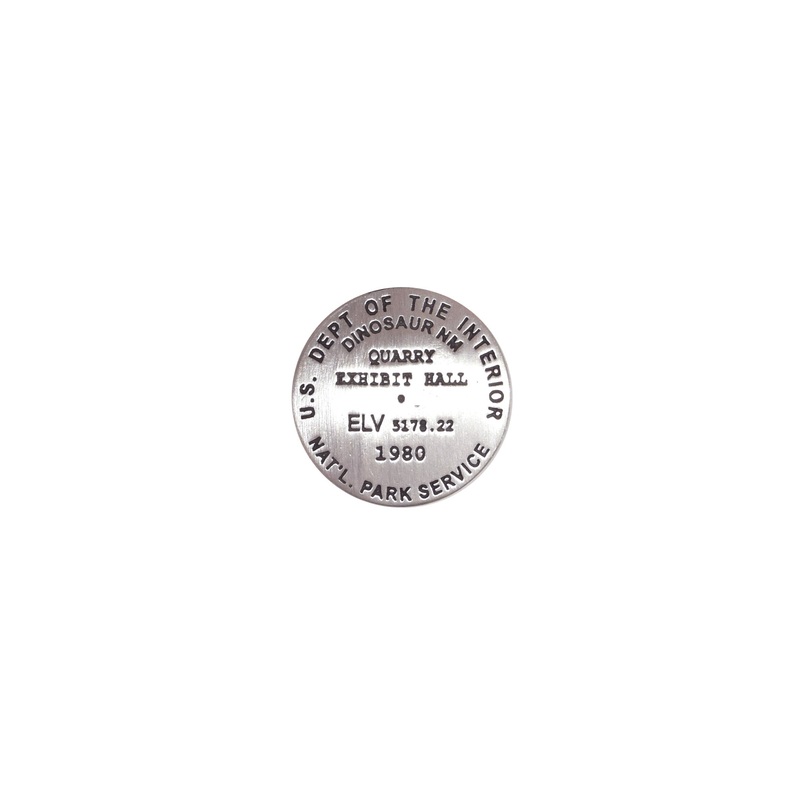 U.S. DEPT OF THE INTERIOR
DINOSAUR NM
QUARRY
EXHIBIT HALL
ELV 5178.22
1980
NAT'L. PARK SERVICE